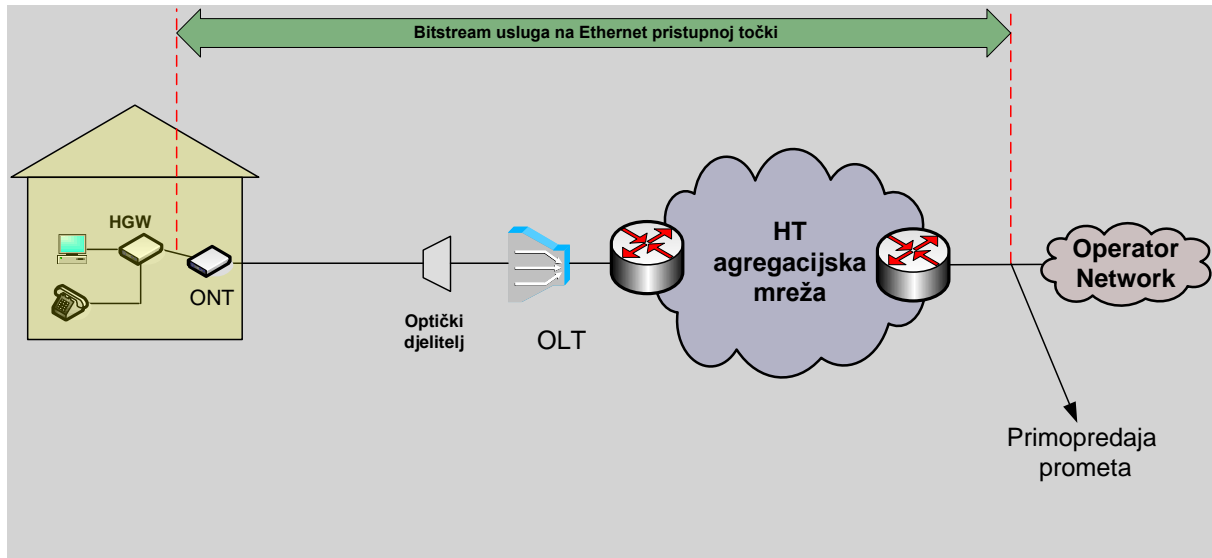 Bitstream usluga na Ethernet pristupnoj točki
HGW
ONT
Optički
djelitelj
OLT
HT
agregacijska
mreža
Operator
Network
Primopredaja
prometa